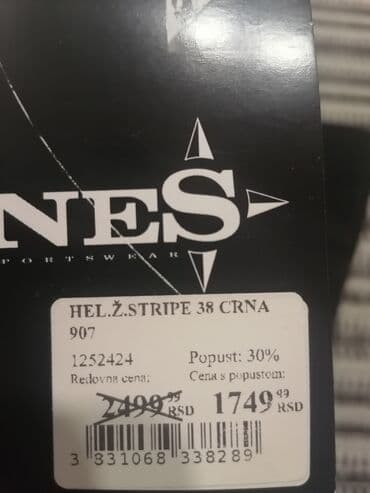 NES
PORTSWEAR
HEL.Ž.STRIPE 38 CRNA
907
1252424 Popust: 30%
Redovna cena: Cena s popustom:
2499,99 RSD 1749,99 RSD
3 831068 338289